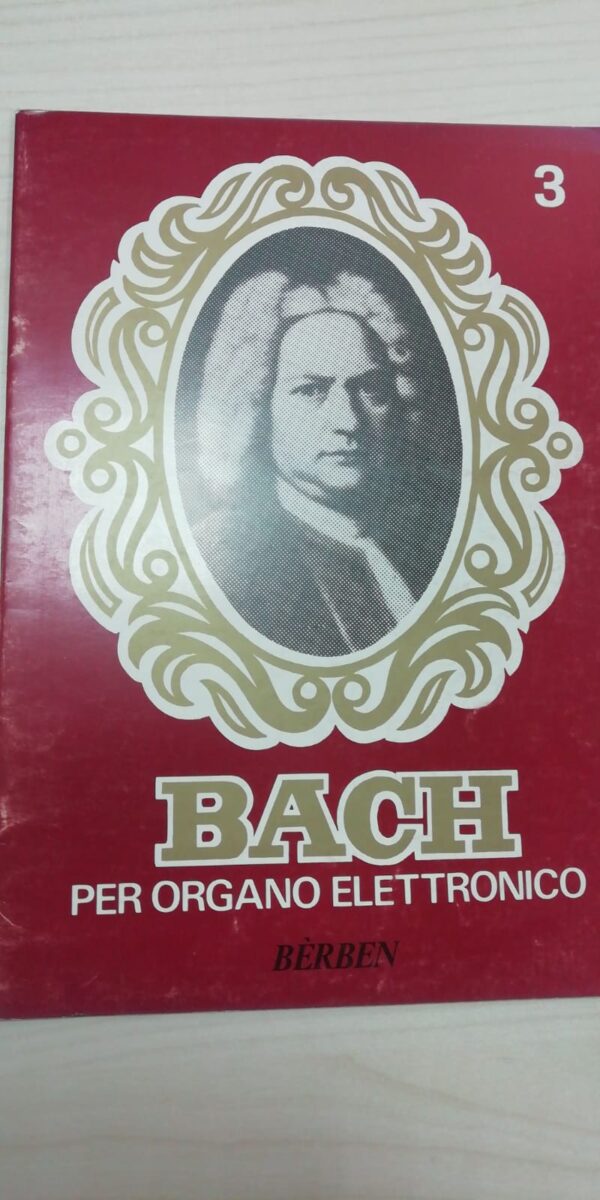 3
BACH
PER ORGANO ELETTRONICO
BÈRBEN